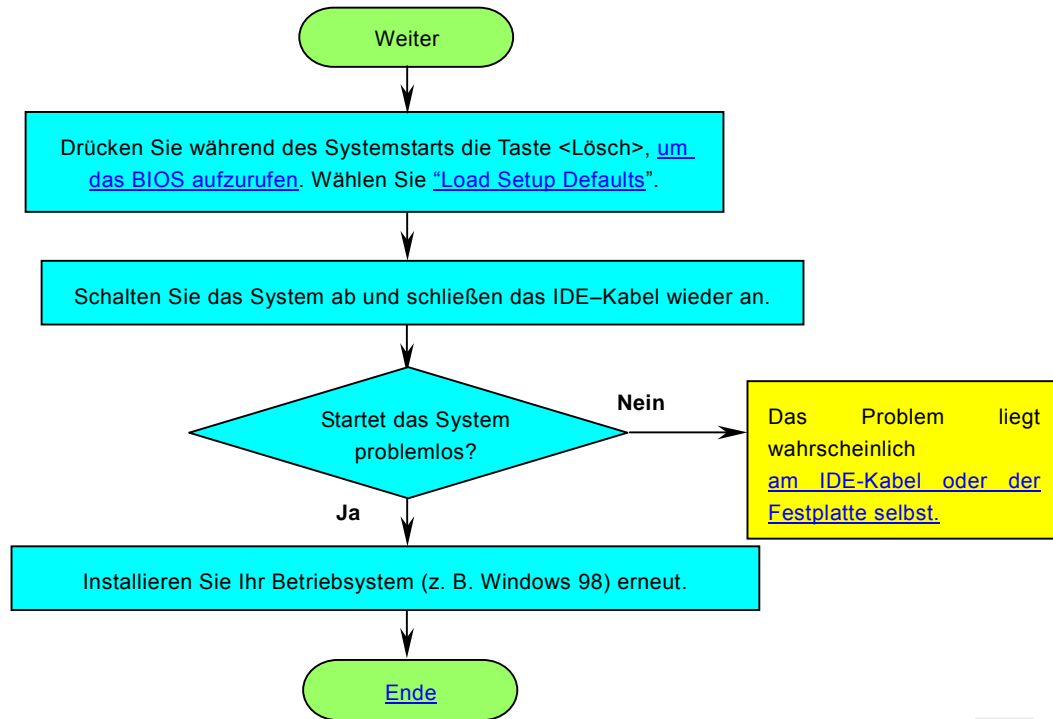 Weiter
Drücken Sie während des Systemstarts die Taste <Lösch>, um
das BIOS aufzurufen. Wählen Sie “Load Setup Defaults”.
Schalten Sie das System ab und schließen das IDE–Kabel wieder an.
Startet das System
problemlos?
Nein
Das Problem liegt
wahrscheinlich
am IDE-Kabel oder der
Festplatte selbst.
Ja
Installieren Sie Ihr Betriebsystem (z. B. Windows 98) erneut.
Ende